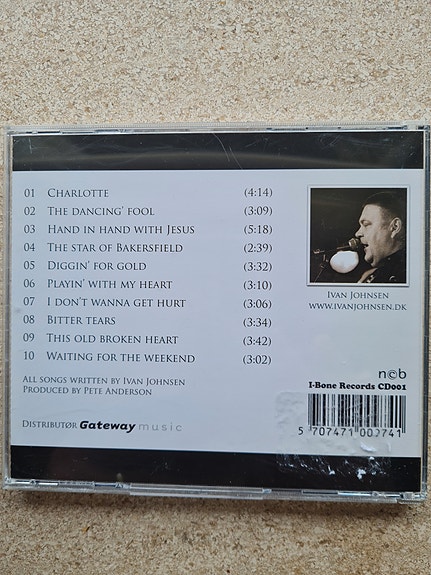 01 Charlotte (4:14)
02 The dancing' fool (3:09)
03 Hand in hand with Jesus (5:18)
04 The star of Bakersfield (2:39)
05 Diggin' for gold (3:32)
06 Playin' with my heart (3:10)
07 I don't wanna get hurt (3:06)
08 Bitter tears (3:34)
09 This old broken heart (3:42)
10 Waiting for the weekend (3:02)
All songs written by Ivan Johnsen
Produced by Pete Anderson
Distributør Gateway music
Ivan Johnsen
www.ivanjohnsen.dk
n©b
I-Bone Records CD001
5 707471 002741